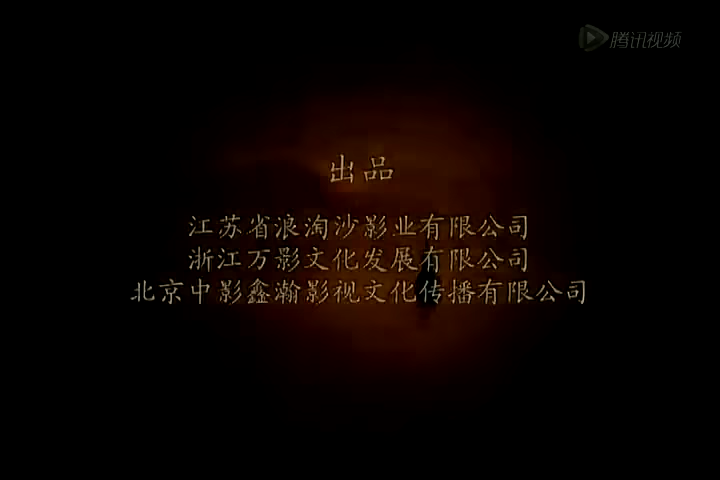 腾讯视频
出品
江苏省浪淘沙影业有限公司
浙江万影文化发展有限公司
北京中影鑫瀚影视文化传播有限公司